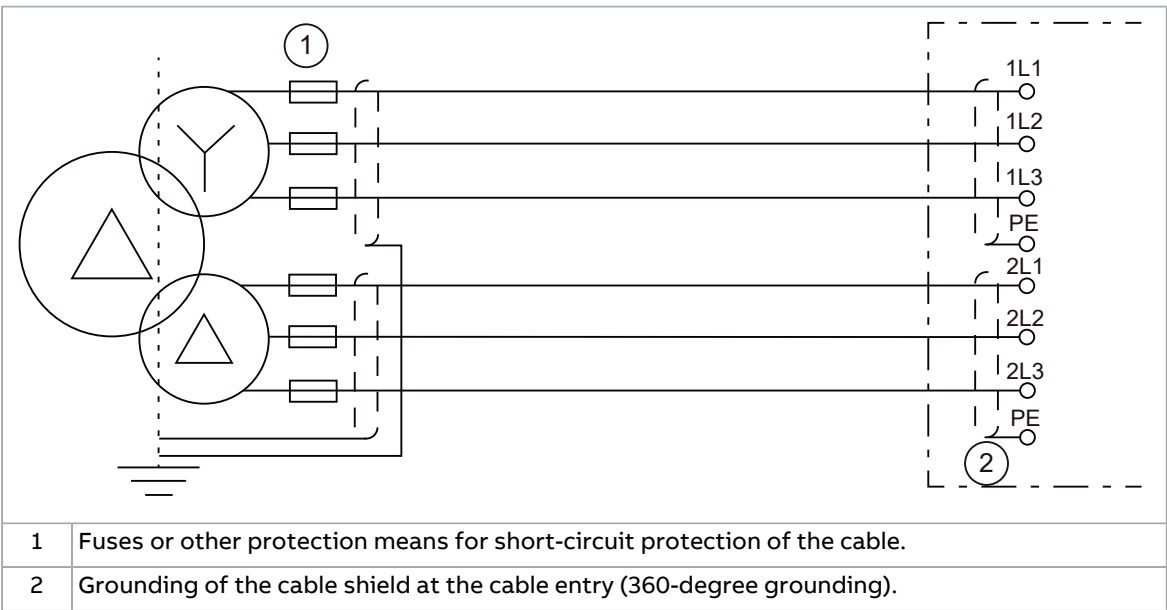 1
1L1
1L2
1L3
PE
2L1
2L2
2L3
PE
2
1 Fuses or other protection means for short-circuit protection of the cable.
2 Grounding of the cable shield at the cable entry (360-degree grounding).